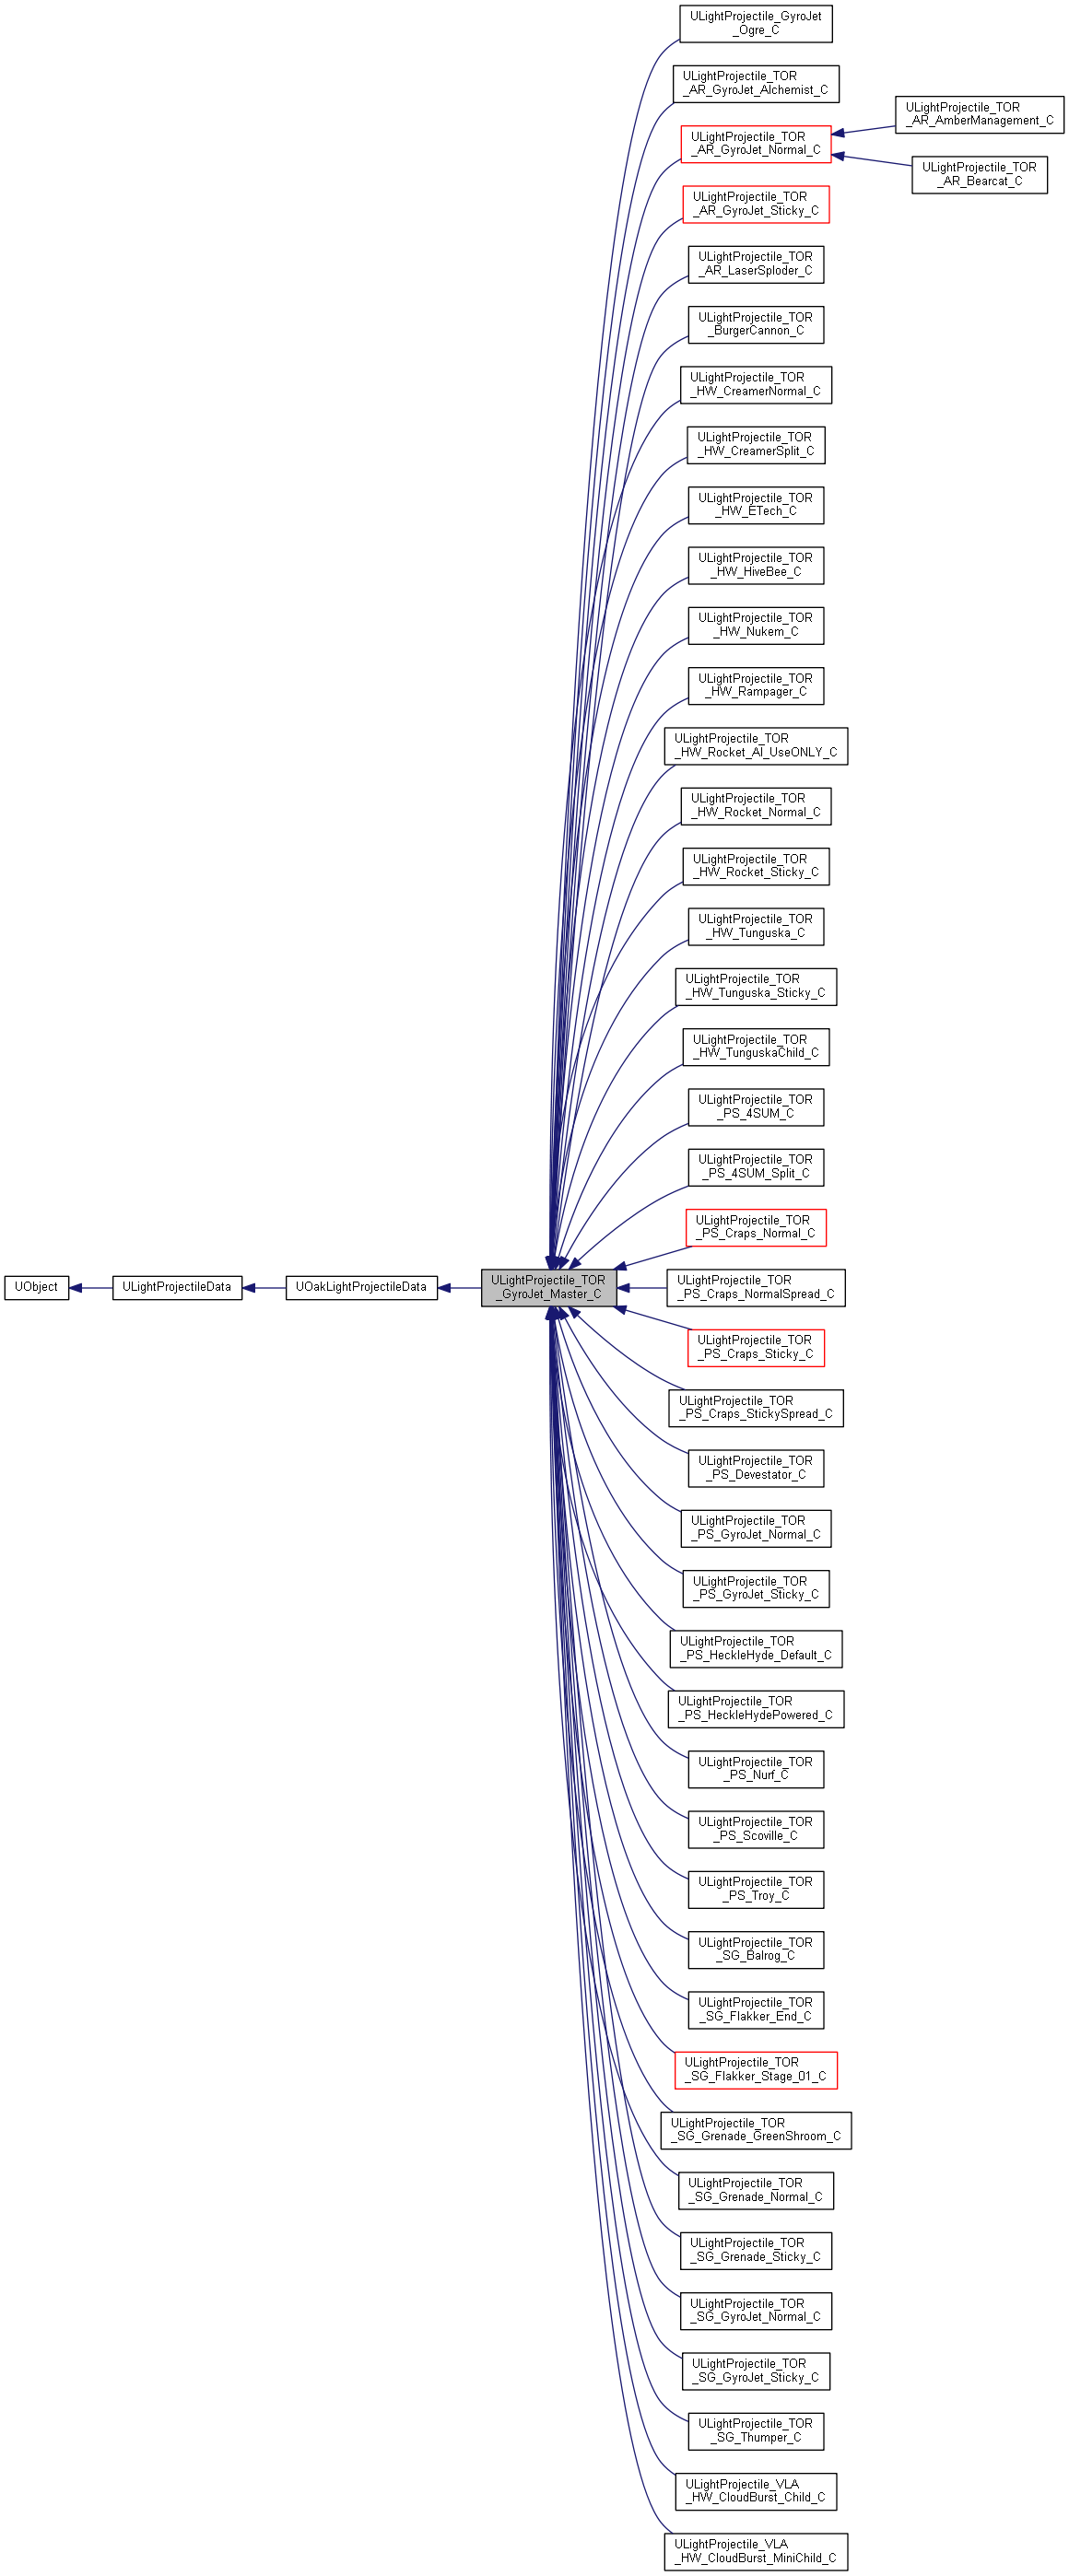 ULightProjectile_GyroJet
_Ogre_C
ULightProjectile_TOR
_AR_GyroJet_Alchemist_C
ULightProjectile_TOR
_AR_GyroJet_Normal_C
ULightProjectile_TOR
_AR_AmberManagement_C
ULightProjectile_TOR
_AR_Bearcat_C
ULightProjectile_TOR
_AR_GyroJet_Sticky_C
ULightProjectile_TOR
_AR_LaserSploder_C
ULightProjectile_TOR
_BurgerCannon_C
ULightProjectile_TOR
_HW_CreamerNormal_C
ULightProjectile_TOR
_HW_CreamerSplit_C
ULightProjectile_TOR
_HW_ETech_C
ULightProjectile_TOR
_HW_HiveBee_C
ULightProjectile_TOR
_HW_Nukem_C
ULightProjectile_TOR
_HW_Rampager_C
ULightProjectile_TOR
_HW_Rocket_AI_UseONLY_C
ULightProjectile_TOR
_HW_Rocket_Normal_C
ULightProjectile_TOR
_HW_Rocket_Sticky_C
ULightProjectile_TOR
_HW_Tunguska_C
ULightProjectile_TOR
_HW_Tunguska_Sticky_C
ULightProjectile_TOR
_HW_TunguskaChild_C
ULightProjectile_TOR
_PS_4SUM_C
ULightProjectile_TOR
_PS_4SUM_Split_C
ULightProjectile_TOR
_PS_Craps_Normal_C
UObject
ULightProjectileData
UOakLightProjectileData
ULightProjectile_TOR
_GyroJet_Master_C
ULightProjectile_TOR
_PS_Craps_NormalSpread_C
ULightProjectile_TOR
_PS_Craps_Sticky_C
ULightProjectile_TOR
_PS_Craps_StickySpread_C
ULightProjectile_TOR
_PS_Devestator_C
ULightProjectile_TOR
_PS_GyroJet_Normal_C
ULightProjectile_TOR
_PS_GyroJet_Sticky_C
ULightProjectile_TOR
_PS_HeckleHyde_Default_C
ULightProjectile_TOR
_PS_HeckleHydePowered_C
ULightProjectile_TOR
_PS_Nurf_C
ULightProjectile_TOR
_PS_Scoville_C
ULightProjectile_TOR
_PS_Troy_C
ULightProjectile_TOR
_SG_Balrog_C
ULightProjectile_TOR
_SG_Flakker_End_C
ULightProjectile_TOR
_SG_Flakker_Stage_01_C
ULightProjectile_TOR
_SG_Grenade_GreenShroom_C
ULightProjectile_TOR
_SG_Grenade_Normal_C
ULightProjectile_TOR
_SG_Grenade_Sticky_C
ULightProjectile_TOR
_SG_GyroJet_Normal_C
ULightProjectile_TOR
_SG_GyroJet_Sticky_C
ULightProjectile_TOR
_SG_Thumper_C
ULightProjectile_VLA
_HW_CloudBurst_Child_C
ULightProjectile_VLA
_HW_CloudBurst_MiniChild_C